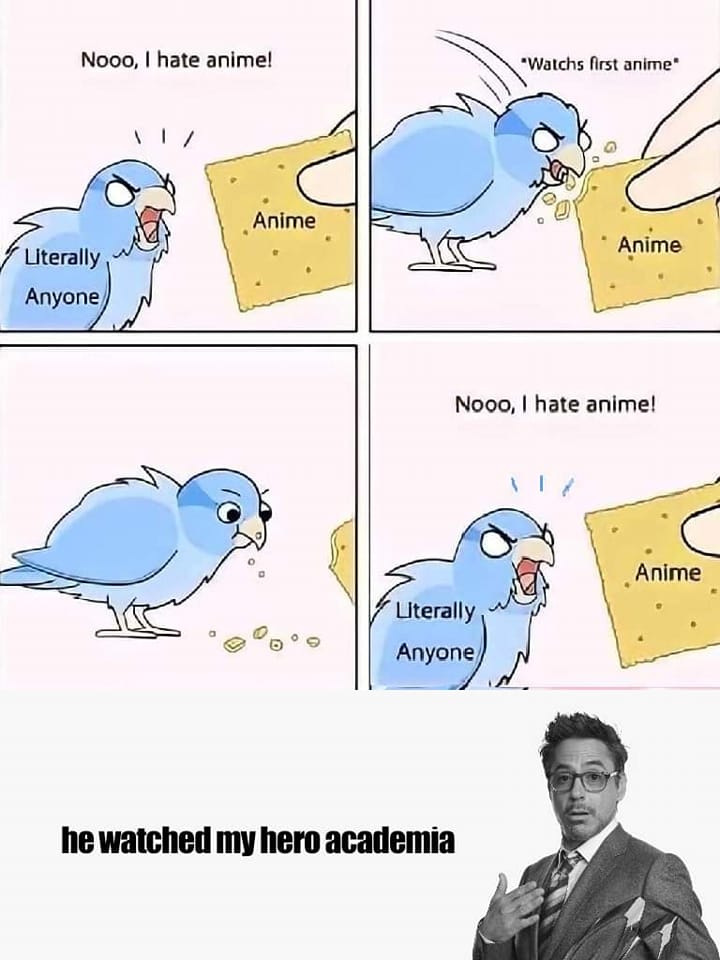 Nooo, I hate anime!
Anime
Literally
Anyone
*Watchs first anime*
Anime
Nooo, I hate anime!
Anime
Literally
Anyone
he watched my hero academia